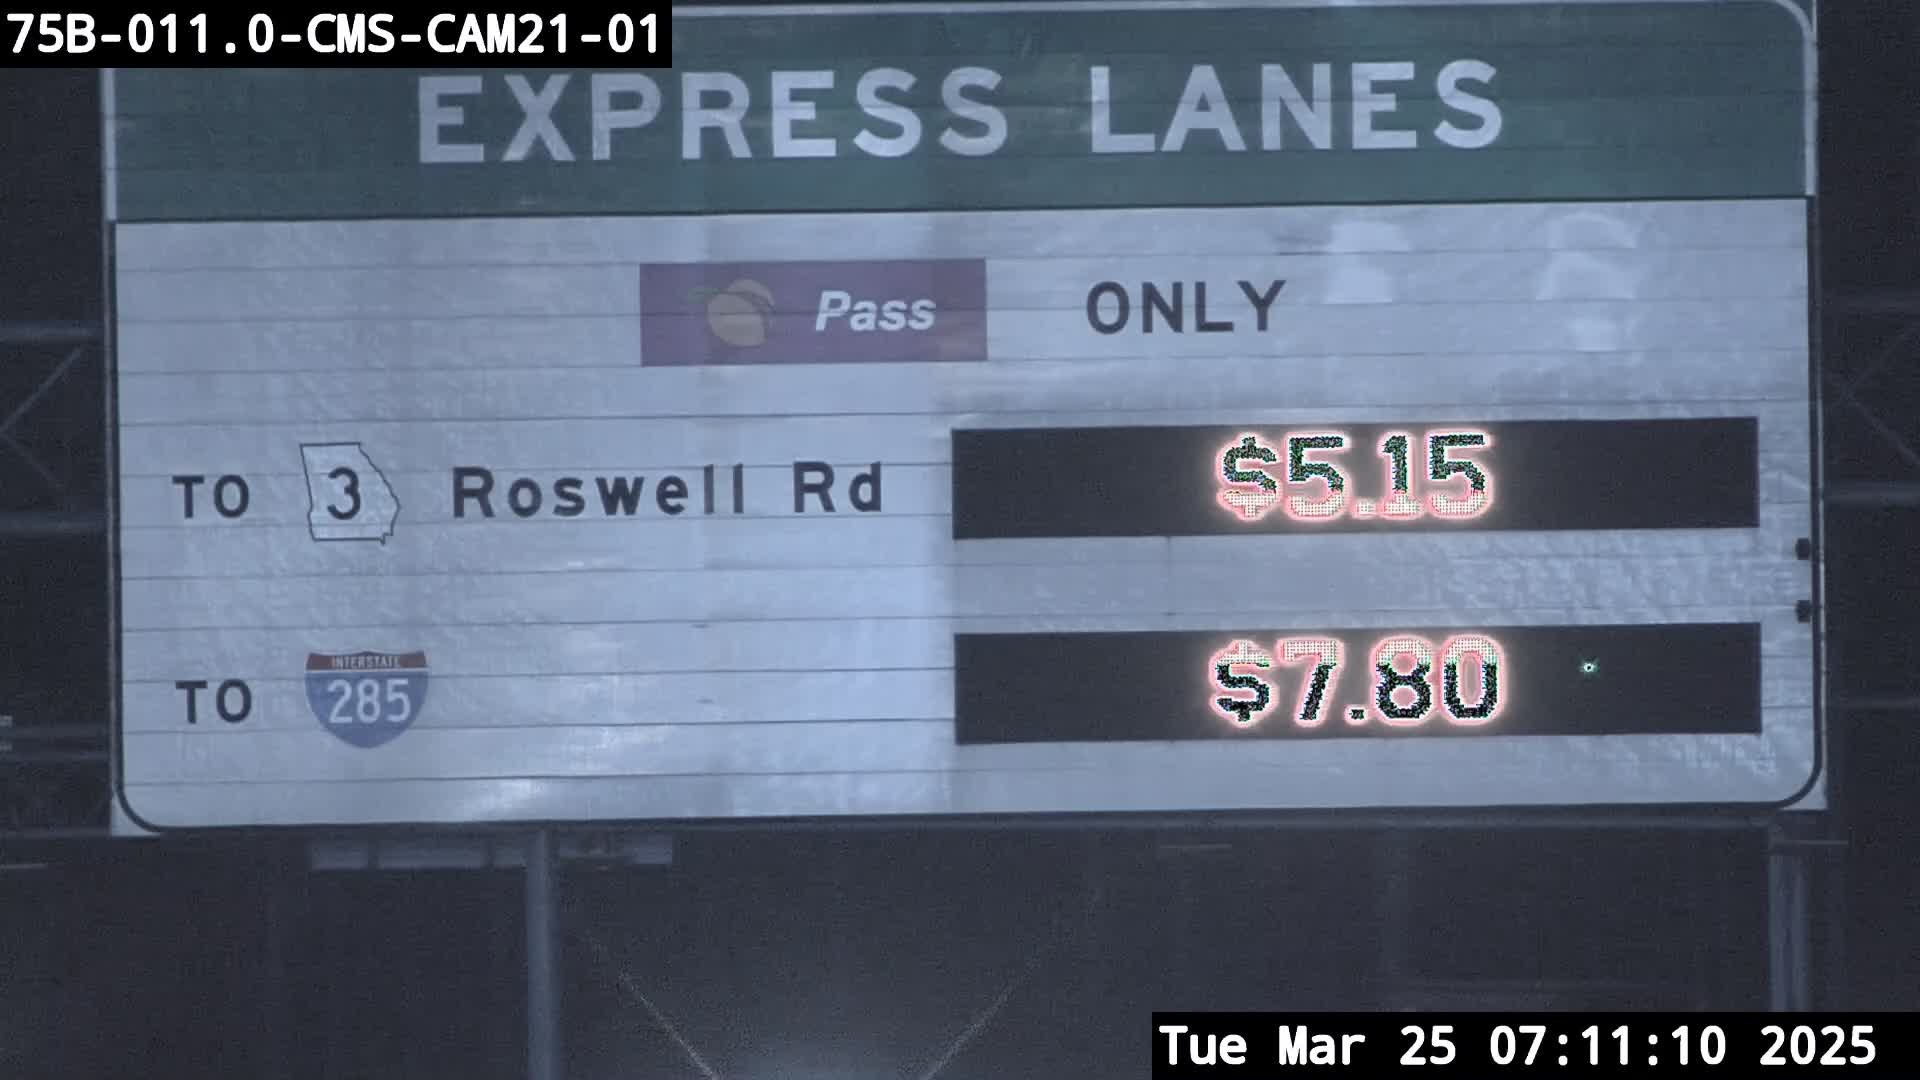 75B-011.0-CMS-CAM21-01
EXPRESS LANES
Pass ONLY
TO 3 Roswell Rd $5.15
TO INTERSTATE 285 $7.80
Tue Mar 25 07:11:10 2025